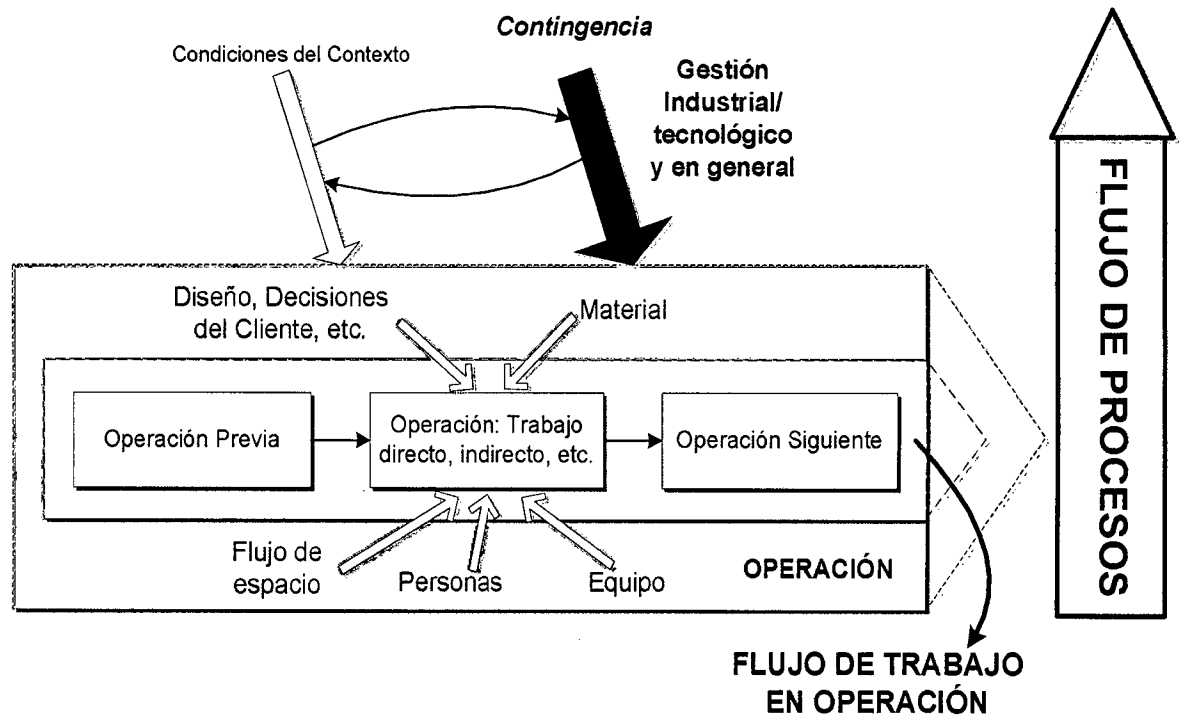 Contingencia
Condiciones del Contexto
Gestión
Industrial/
tecnológico
y en general
FLUJO DE PROCESOS
Diseño, Decisiones
del Cliente, etc.
Material
Operación Previa
Operación: Trabajo
directo, indirecto, etc.
Operación Siguiente
Flujo de
espacio
Personas
Equipo
OPERACIÓN
FLUJO DE TRABAJO
EN OPERACIÓN